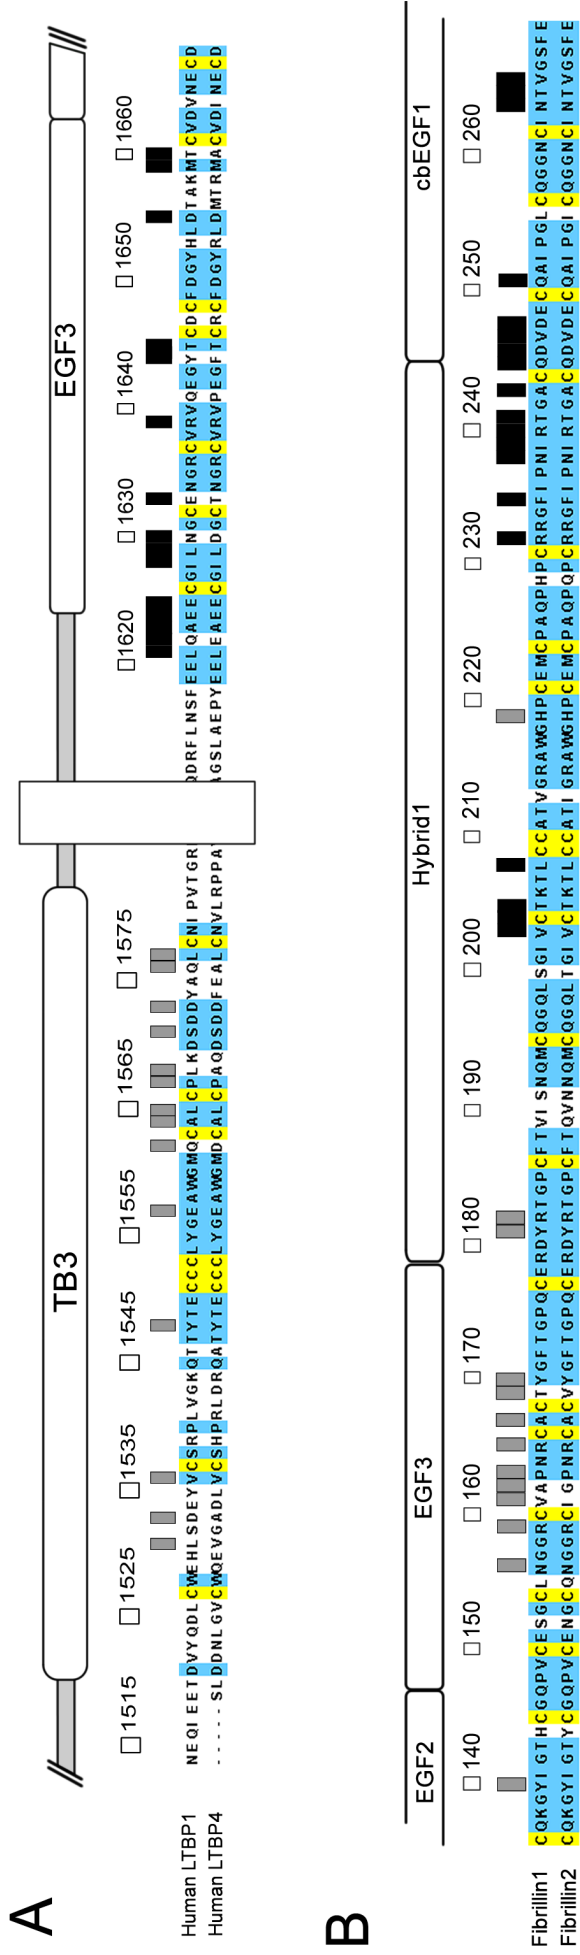 A
TB3 EGF3
1515 1525 1535 1545 1555 1565 1575 1620 1630 1640 1650 1660
Human LTBP1 NEQIEETDVYQDLCWEHLSDEYVCSRPLVGKQTTYTECCCLYGEAWGMQCALCPLKDSDDYAQLCNIPVTGR QDRFLNSFEELQAEECGILNGCENGRCVRVQEGYTCDCFDGYHLDTAKMTCVDVNECD
Human LTBP4 -----SLDDNLGVCWQEVGADLVCSHPRLDRQATYTECCCLYGEAWGMDCALCPAQDSDDFEALCNVLRPPA AGSLAEPYEELEAEECGILDGCTNGRCVRVPEGFTCRCFDGYRLDMTRMACVDINECD
B
EGF2 EGF3 Hybrid1 cbEGF1
140 150 160 170 180 190 200 210 220 230 240 250 260
Fibrillin1 CQKGYIGTHCGQPVCESGCLNGGRCVAPNRCACTYGFTGPQCERDYRTGPCFTVISNQMCQGQLSGIVCTKTLCCATVGRAWGHPCEMCPAQPHPCRRGFIPNIRTGACQDVDECQAIPGLCQGGNCINTVGSFE
Fibrillin2 CQKGYIGTYCGQPVCENGCQNGGRCIGPNRCACVYGFTGPQCERDYRTGPCFTQVNNQMCQGQLTGIVCTKTLCCATIGRAWGHPCEMCPAQPQPCRRGFIPNIRTGACQDVDECQAIPGICQGGNCINTVGSFE